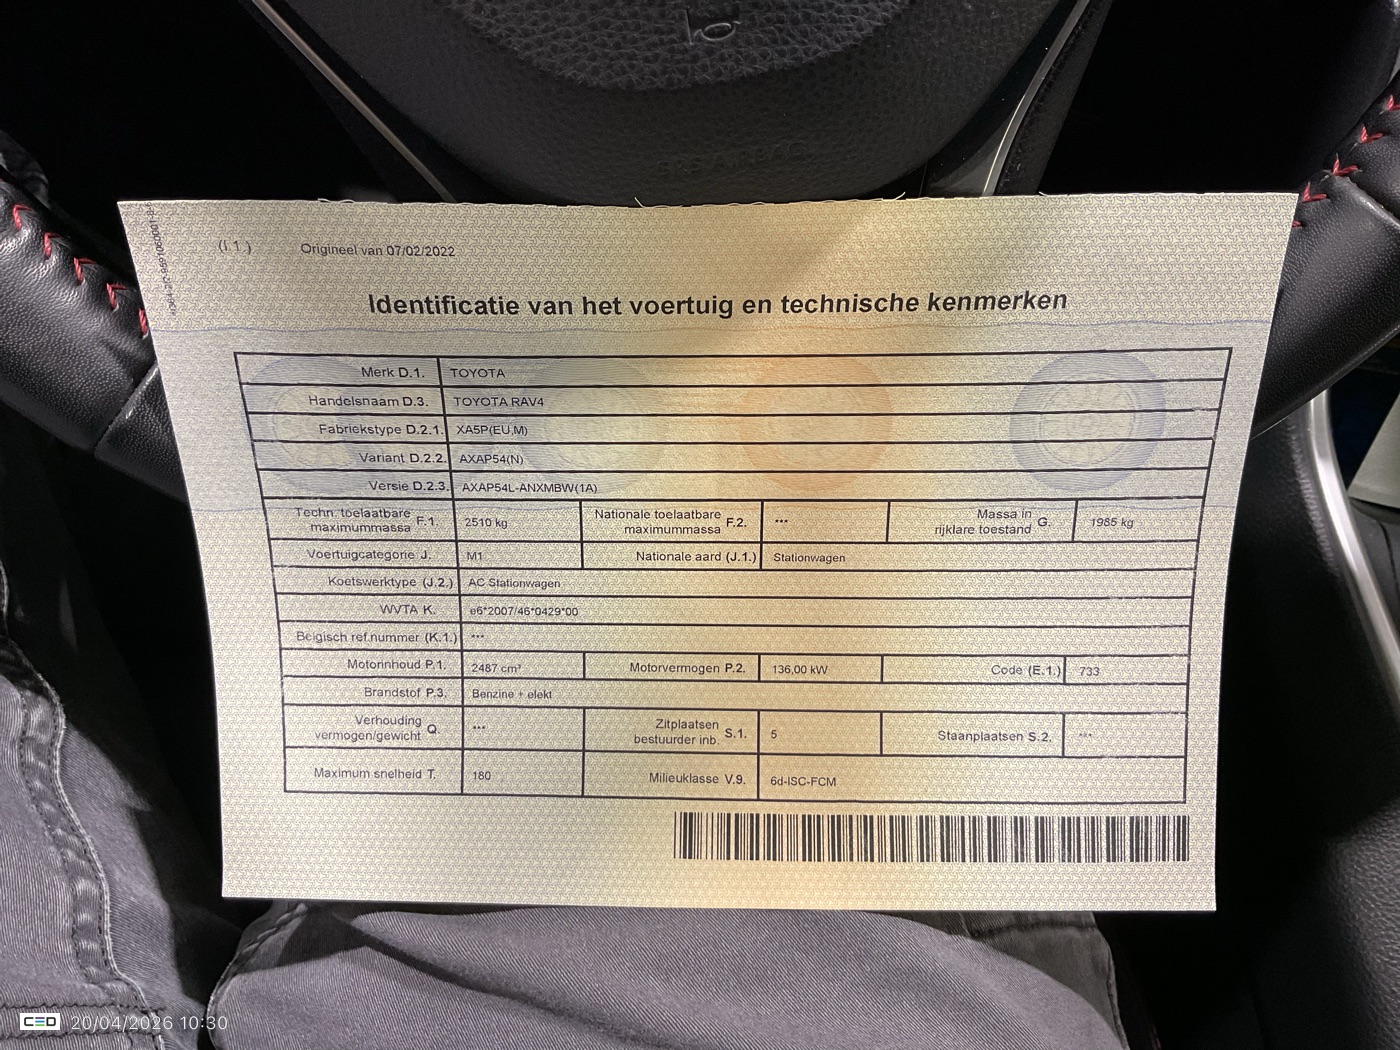 (I.1.) Origineel van 07/02/2022
Identificatie van het voertuig en technische kenmerken
Merk D.1. TOYOTA
Handelsnaam D.3. TOYOTA RAV4
Fabriekstype D.2.1. XA5P(EU,M)
Variant D.2.2. AXAP54(N)
Versie D.2.3. AXAP54L-ANXMBW(1A)
Techn. toelaatbare maximummassa F.1. 2510 kg Nationale toelaatbare maximummassa F.2. *** Massa in rijklare toestand G. 1985 kg
Voertuigcategorie J. M1 Nationale aard (J.1.) Stationwagen
Koetswerktype (J.2.) AC Stationwagen
WVTA K. e6*2007/46*0429*00
Belgisch ref.nummer (K.1.) ***
Motorinhoud P.1. 2487 cm³ Motorvermogen P.2. 136,00 kW Code (E.1.) 733
Brandstof P.3. Benzine + elekt
Verhouding vermogen/gewicht Q. *** Zitplaatsen bestuurder inb. S.1. 5 Staanplaatsen S.2. ***
Maximum snelheid T. 180 Milieuklasse V.9. 6d-ISC-FCM
CED 20/04/2026 10:30